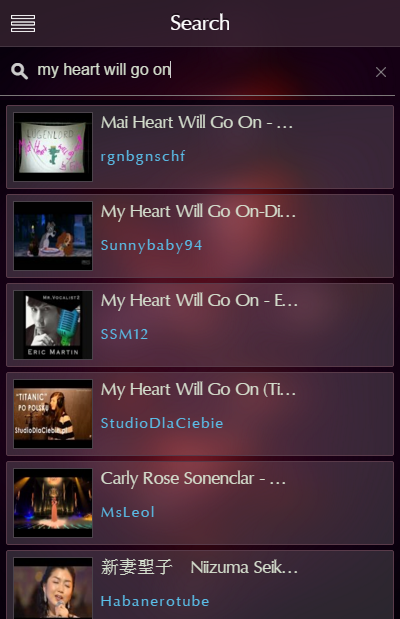 Search
my heart will go on
Mai Heart Will Go On - ...
rgnbgnschf
My Heart Will Go On-Di...
Sunnybaby94
My Heart Will Go On - E...
SSM12
MR.VOCALIST2
ERIC MARTIN
My Heart Will Go On (Ti...
StudioDlaCiebie
"TITANIC"
PO POLSKU
StudioDlaCiebie.pl
Carly Rose Sonenclar - ...
MsLeol
新妻聖子　Niizuma Seik...
Habanerotube